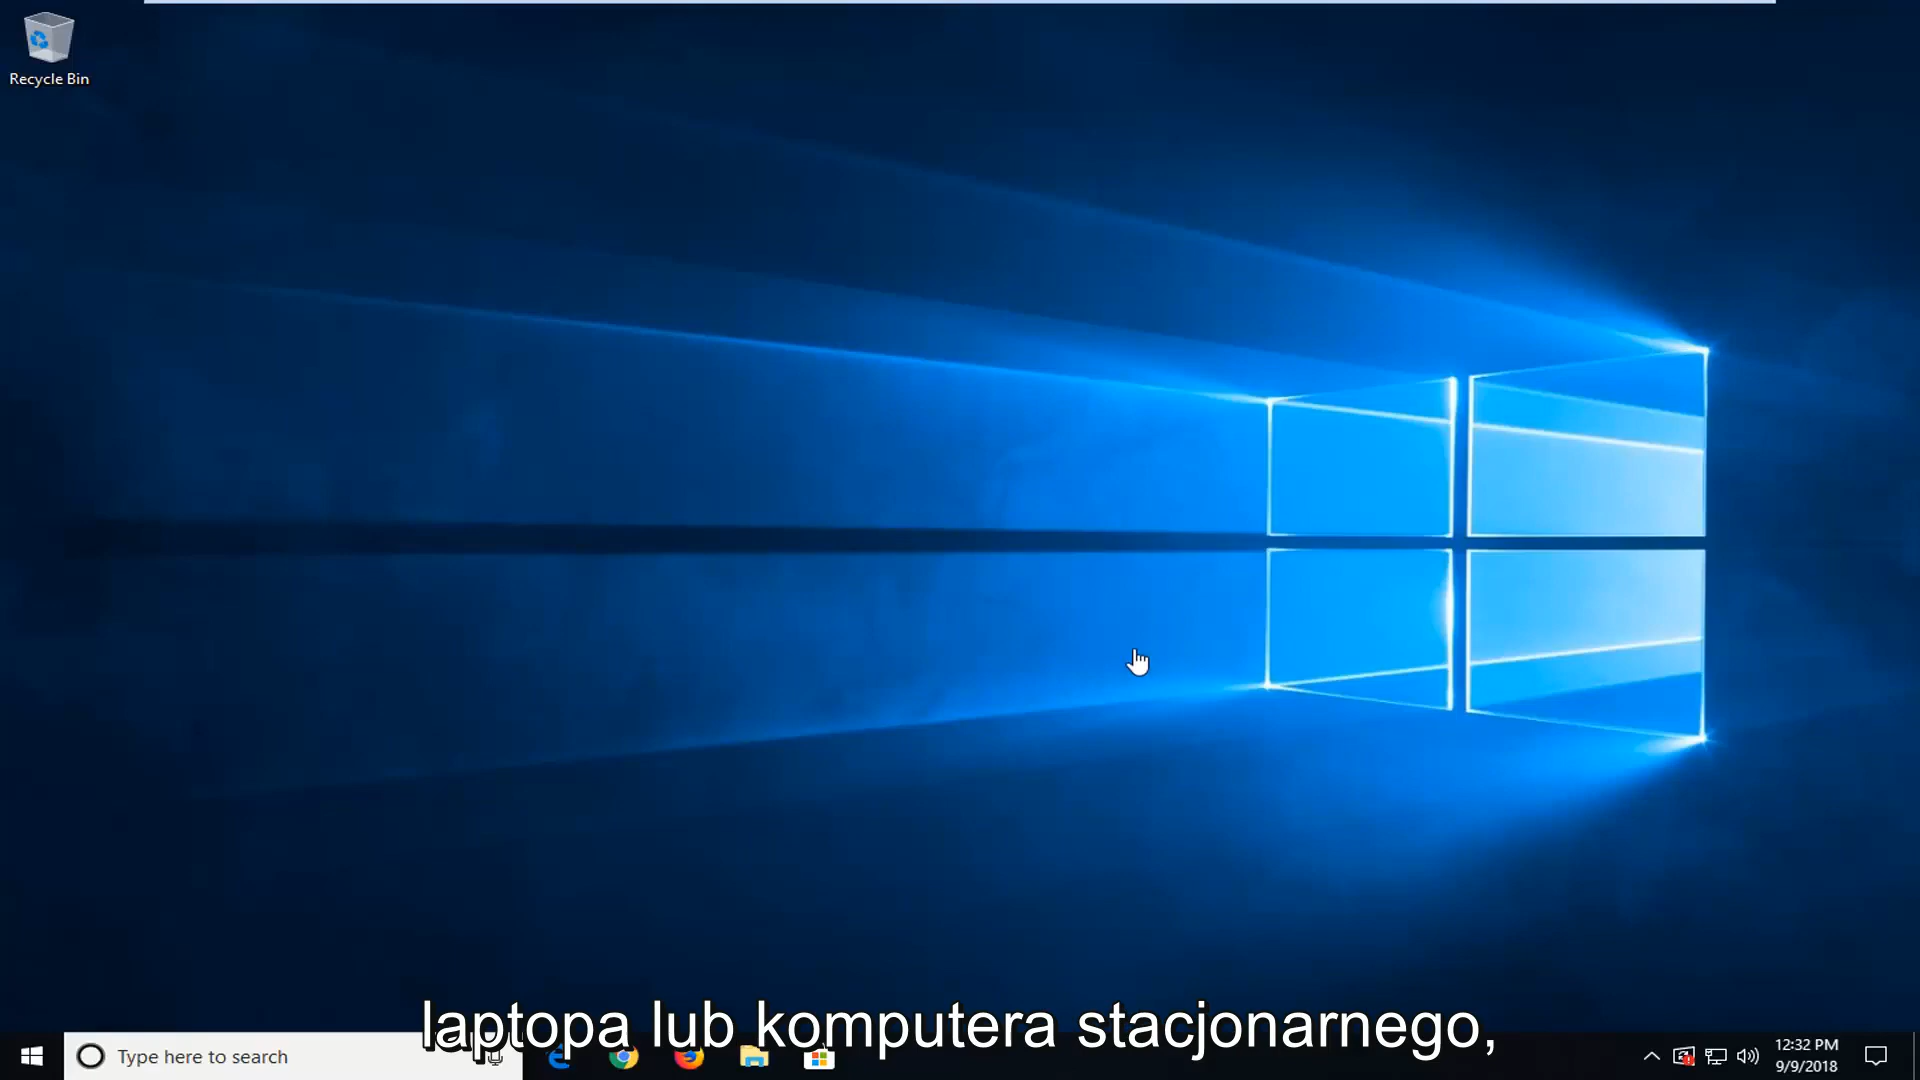 Recycle Bin
laptopa lub komputera stacjonarnego,
Type here to search
12:32 PM
9/9/2018